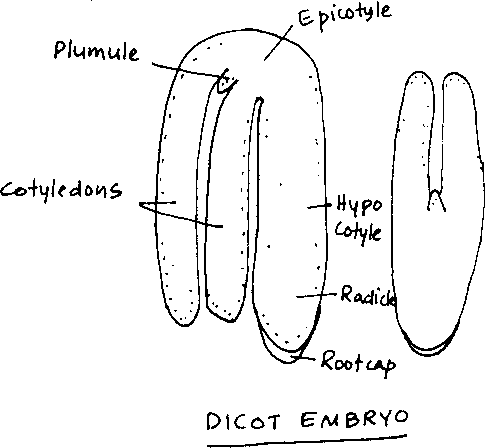 Epicotyle
Plumule
Cotyledons
Hypo
Cotyle
Radicle
Rootcap
DICOT EMBRYO